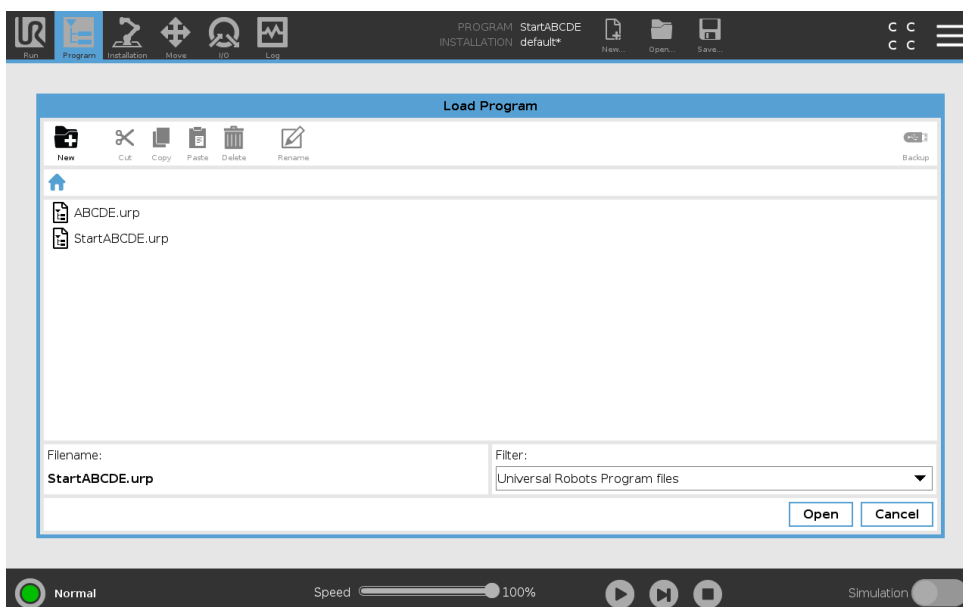 UR
PROGRAM StartABCDE
INSTALLATION default*
Run Program Installation Move I/O Log New... Open... Save...
C C
C C
Load Program
New Cut Copy Paste Delete Rename Backup
ABCDE.urp
StartABCDE.urp
Filename:
StartABCDE.urp
Filter:
Universal Robots Program files
Open Cancel
Normal Speed 100% Simulation